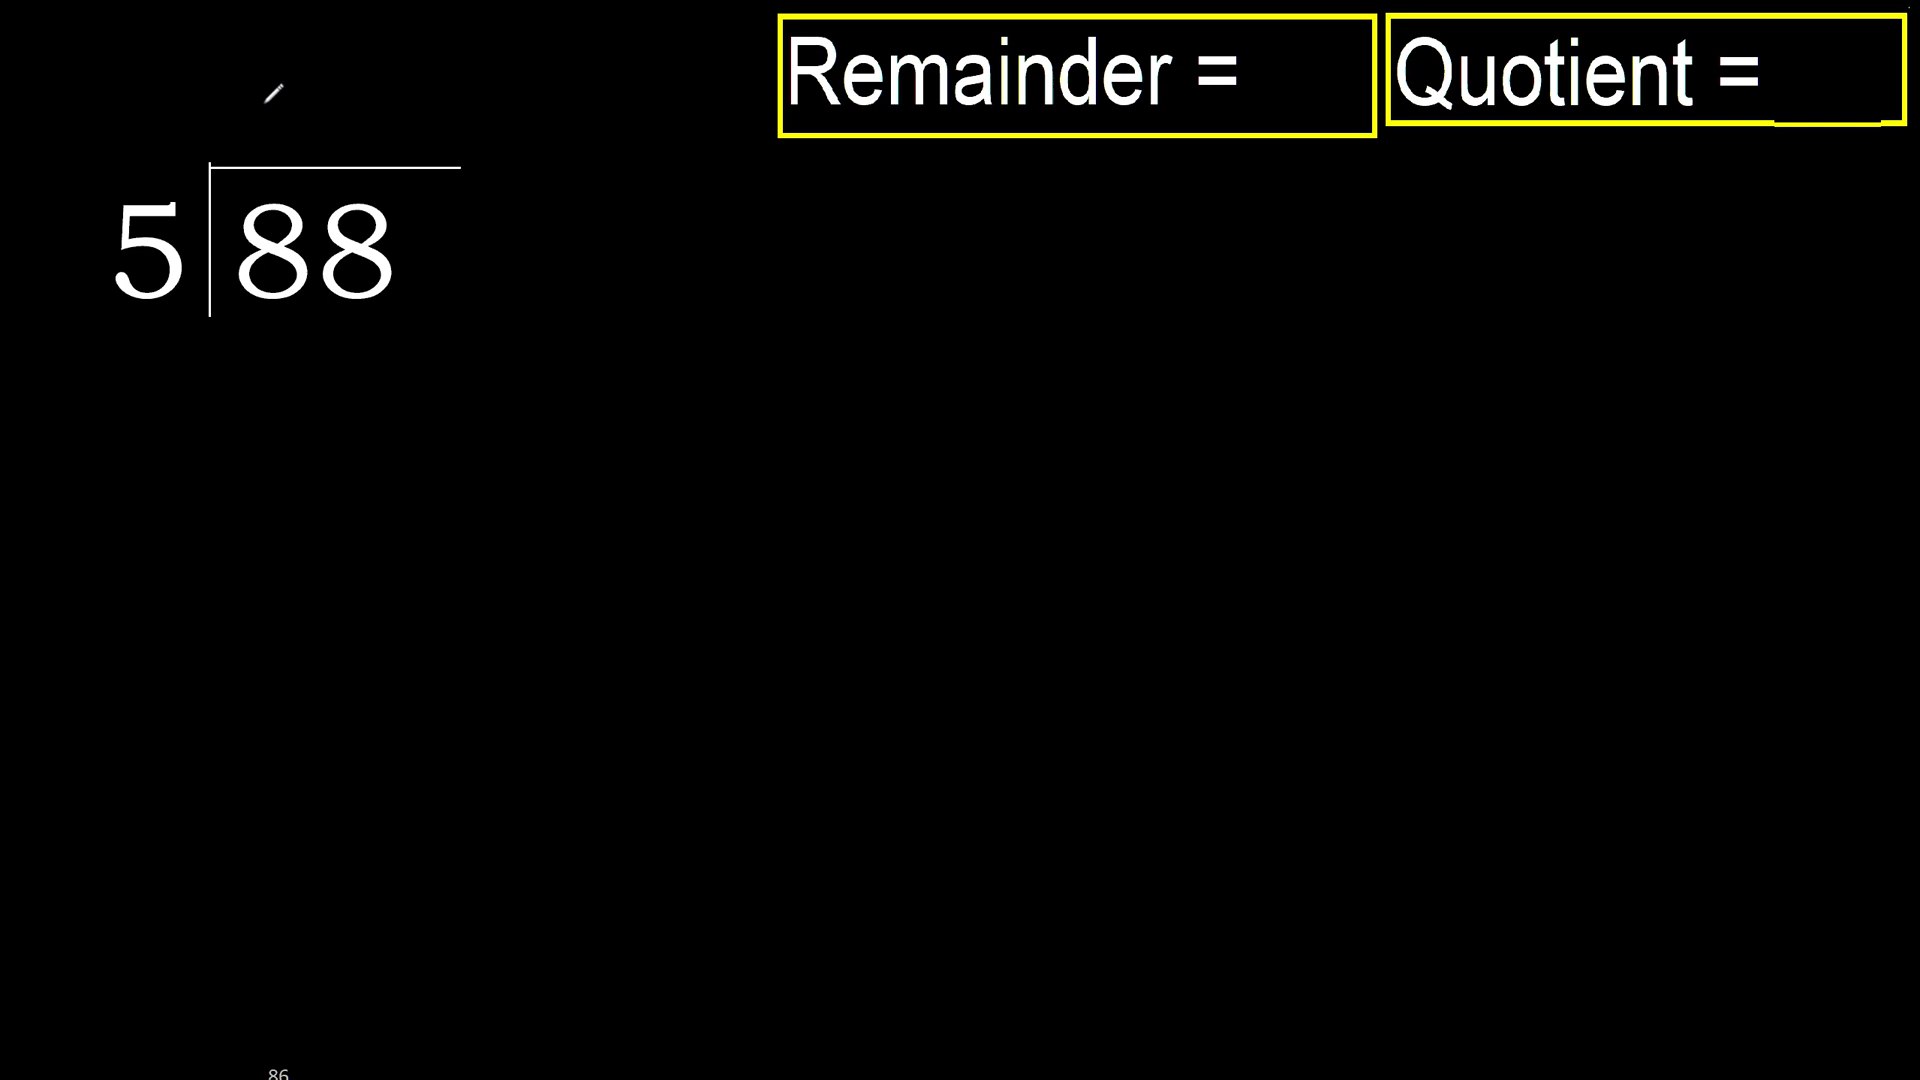 Remainder =
Quotient =
5 88
86